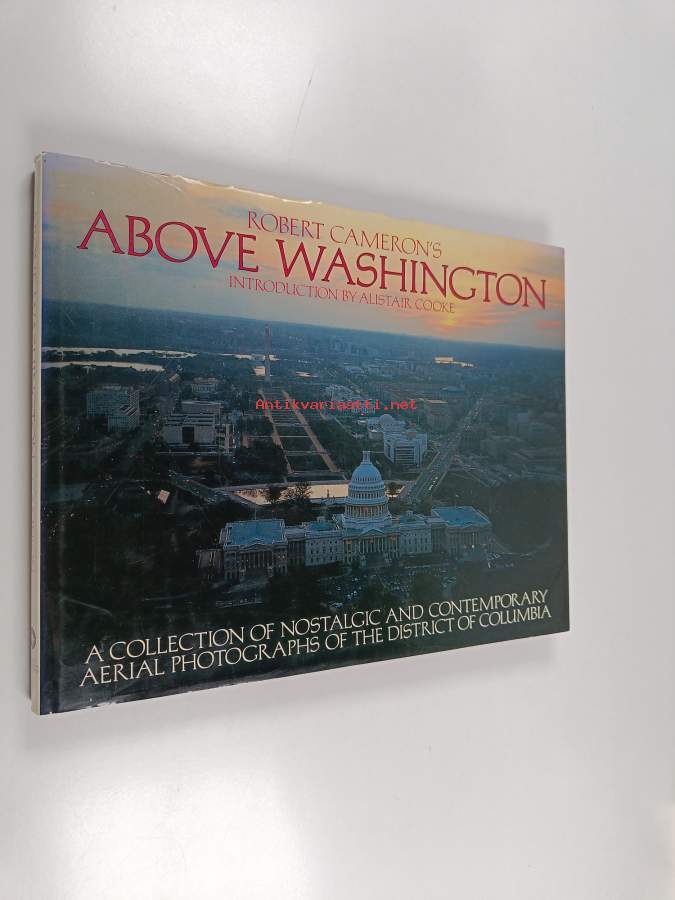 ROBERT CAMERON'S
ABOVE WASHINGTON
INTRODUCTION BY ALISTAIR COOKE
Antikvariaatti.net
A COLLECTION OF NOSTALGIC AND CONTEMPORARY
AERIAL PHOTOGRAPHS OF THE DISTRICT OF COLUMBIA